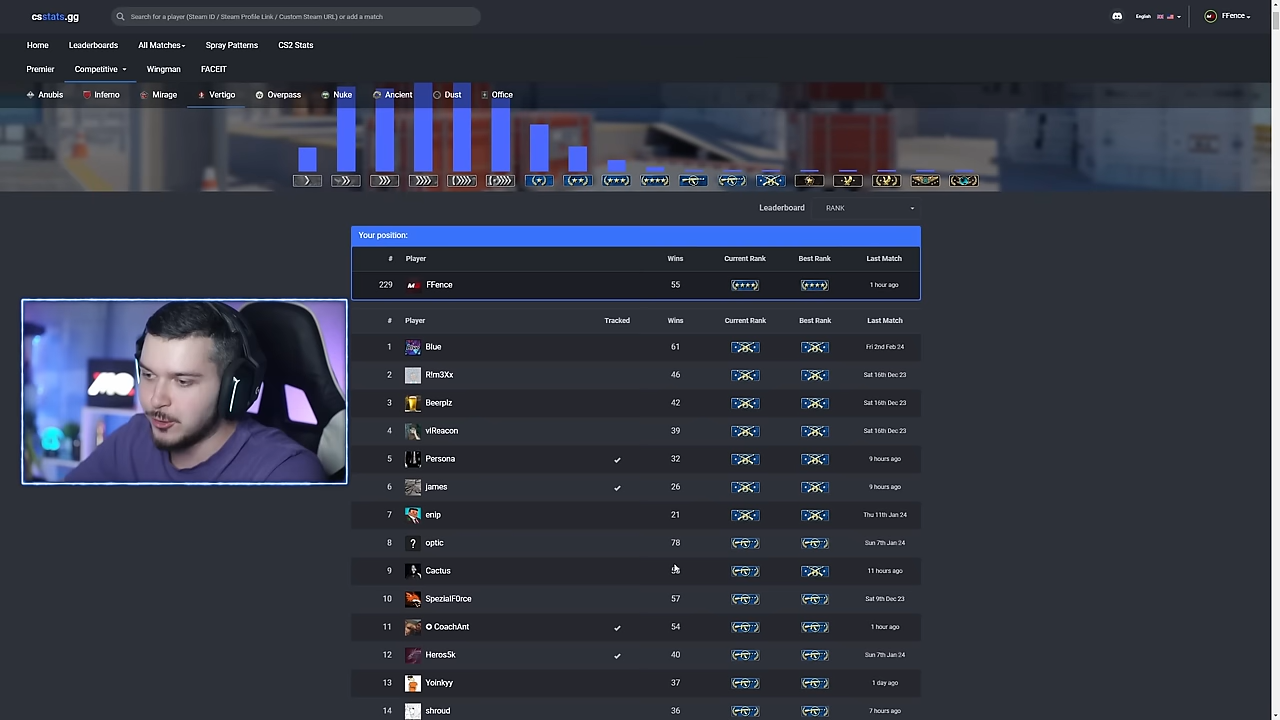 csstats.gg Search for a player (Steam ID / Steam Profile Link / Custom Steam URL) or add a match English FFence
Home Leaderboards All Matches Spray Patterns CS2 Stats
Premier Competitive Wingman FACEIT
Anubis Inferno Mirage Vertigo Overpass Nuke Ancient Dust Office
Leaderboard RANK
Your position:
# Player Wins Current Rank Best Rank Last Match
229 FFence 55 1 hour ago
# Player Tracked Wins Current Rank Best Rank Last Match
1 Blue 61 Fri 2nd Feb 24
2 R!m3Xx 46 Sat 16th Dec 23
3 Beerplz 42 Sat 16th Dec 23
4 vlReacon 39 Sat 16th Dec 23
5 Persona 32 9 hours ago
6 james 26 9 hours ago
7 enip 21 Thu 11th Jan 24
8 optic 78 Sun 7th Jan 24
9 Cactus 11 hours ago
10 SpezialF0rce 57 Sat 9th Dec 23
11 CoachAnt 54 1 hour ago
12 Heros5k 40 Sun 7th Jan 24
13 Yoinkyy 37 1 day ago
14 shroud 36 7 hours ago